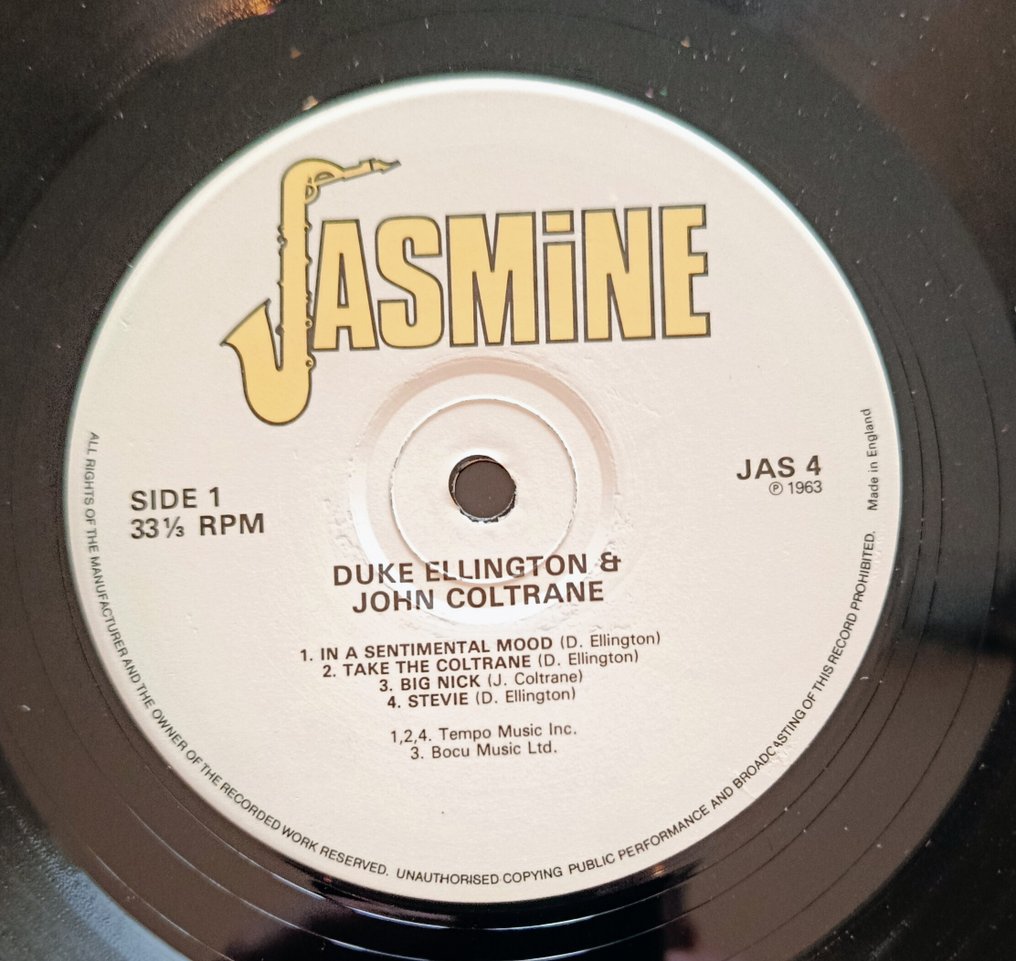 JASMiNE
SIDE 1
33⅓ RPM
JAS 4
℗ 1963
DUKE ELLINGTON &
JOHN COLTRANE
1. IN A SENTIMENTAL MOOD (D. Ellington)
2. TAKE THE COLTRANE (D. Ellington)
3. BIG NICK (J. Coltrane)
4. STEVIE (D. Ellington)
1,2,4. Tempo Music Inc.
3. Bocu Music Ltd.
ALL RIGHTS OF THE MANUFACTURER AND THE OWNER OF THE RECORDED WORK RESERVED. UNAUTHORISED COPYING PUBLIC PERFORMANCE AND BROADCASTING OF THIS RECORD PROHIBITED. Made in England